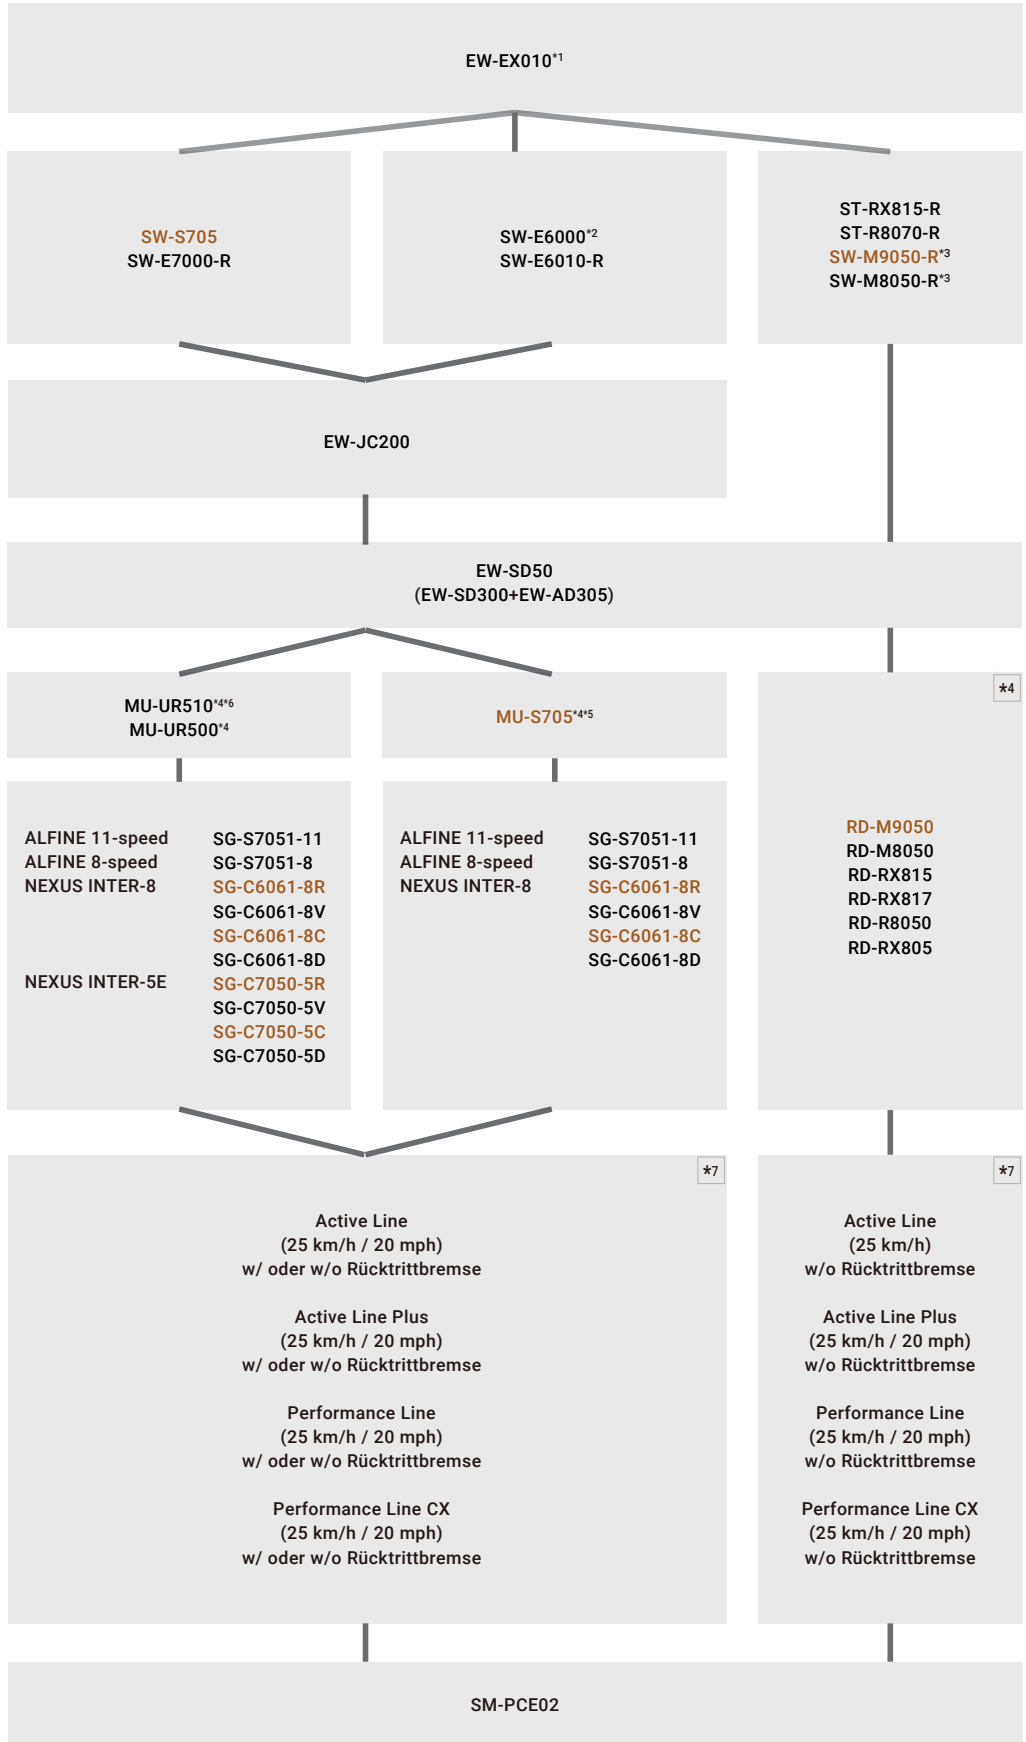 EW-EX010*1
SW-S705
SW-E7000-R
SW-E6000*2
SW-E6010-R
ST-RX815-R
ST-R8070-R
SW-M9050-R*3
SW-M8050-R*3
EW-JC200
EW-SD50
(EW-SD300+EW-AD305)
MU-UR510*4*6
MU-UR500*4
MU-S705*4*5
*4
ALFINE 11-speed SG-S7051-11
ALFINE 8-speed SG-S7051-8
NEXUS INTER-8 SG-C6061-8R
SG-C6061-8V
SG-C6061-8C
SG-C6061-8D
NEXUS INTER-5E SG-C7050-5R
SG-C7050-5V
SG-C7050-5C
SG-C7050-5D
ALFINE 11-speed SG-S7051-11
ALFINE 8-speed SG-S7051-8
NEXUS INTER-8 SG-C6061-8R
SG-C6061-8V
SG-C6061-8C
SG-C6061-8D
RD-M9050
RD-M8050
RD-RX815
RD-RX817
RD-R8050
RD-RX805
*7
Active Line
(25 km/h / 20 mph)
w/ oder w/o Rücktrittbremse
Active Line Plus
(25 km/h / 20 mph)
w/ oder w/o Rücktrittbremse
Performance Line
(25 km/h / 20 mph)
w/ oder w/o Rücktrittbremse
Performance Line CX
(25 km/h / 20 mph)
w/ oder w/o Rücktrittbremse
*7
Active Line
(25 km/h)
w/o Rücktrittbremse
Active Line Plus
(25 km/h / 20 mph)
w/o Rücktrittbremse
Performance Line
(25 km/h / 20 mph)
w/o Rücktrittbremse
Performance Line CX
(25 km/h / 20 mph)
w/o Rücktrittbremse
SM-PCE02